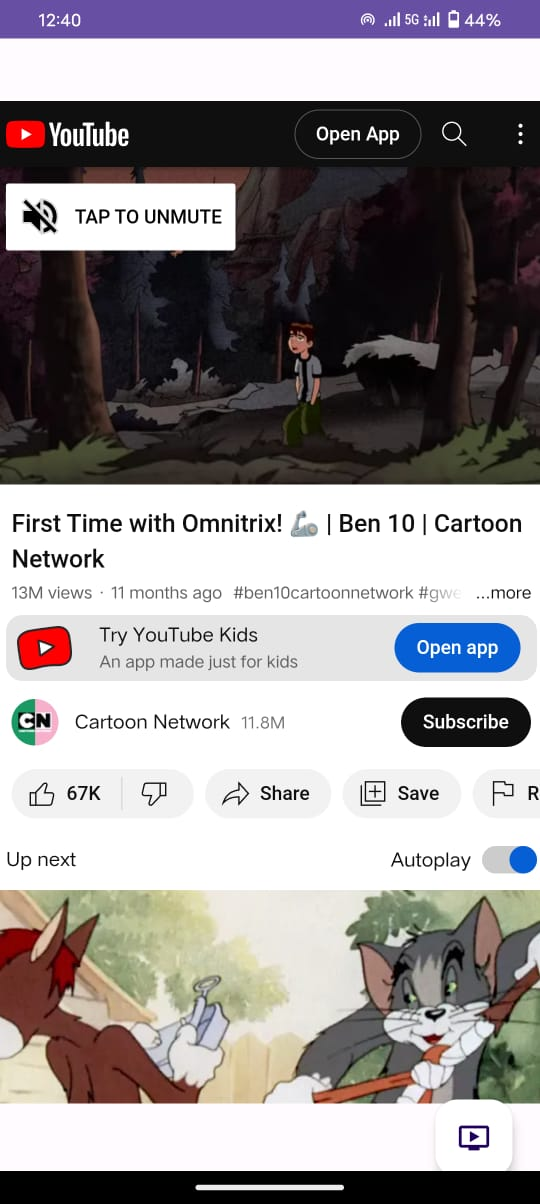 12:40
5G 44%
YouTube
Open App
TAP TO UNMUTE
First Time with Omnitrix! 🦾 | Ben 10 | Cartoon
Network
13M views · 11 months ago #ben10cartoonnetwork #gwe ...more
Try YouTube Kids
An app made just for kids
Open app
CN
Cartoon Network 11.8M
Subscribe
67K
Share
Save
R
Up next
Autoplay